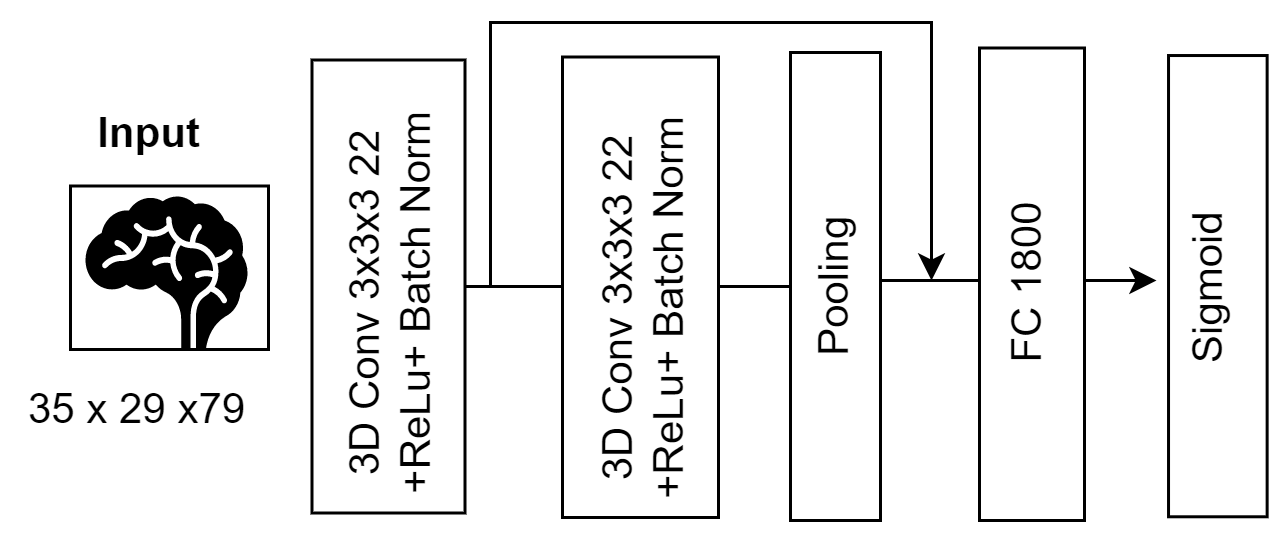 Input
35 x 29 x79
3D Conv 3x3x3 22
+ReLu+ Batch Norm
3D Conv 3x3x3 22
+ReLu+ Batch Norm
Pooling
FC 1800
Sigmoid